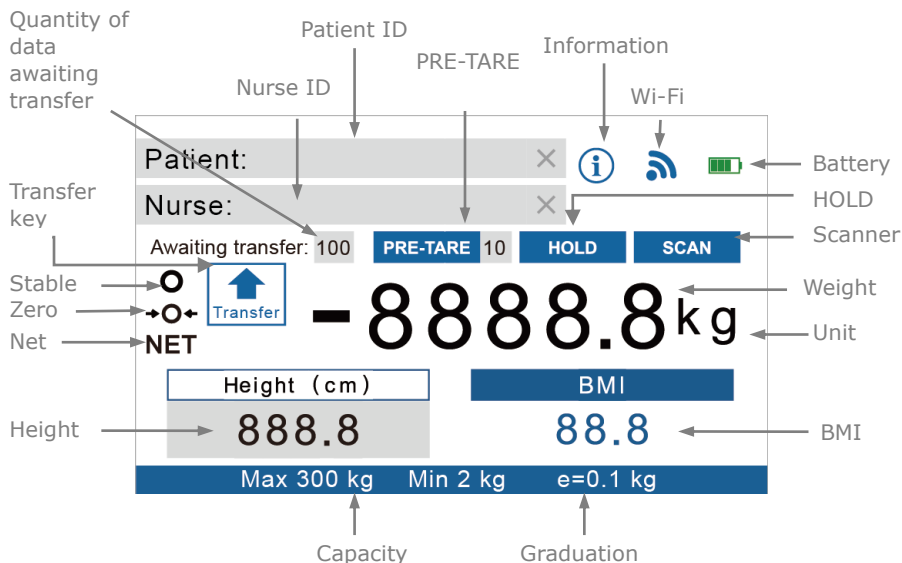 Quantity of
data
awaiting
transfer
Patient ID
Nurse ID
PRE-TARE
Information
Wi-Fi
Patient: ×
Battery
Transfer
key
Nurse: ×
HOLD
Awaiting transfer: 100 PRE-TARE 10 HOLD SCAN
Scanner
Stable
Zero
Net
Transfer
NET
-8888.8 kg
Weight
Unit
Height (cm) BMI
Height
888.8 88.8
BMI
Max 300 kg Min 2 kg e=0.1 kg
Capacity Graduation